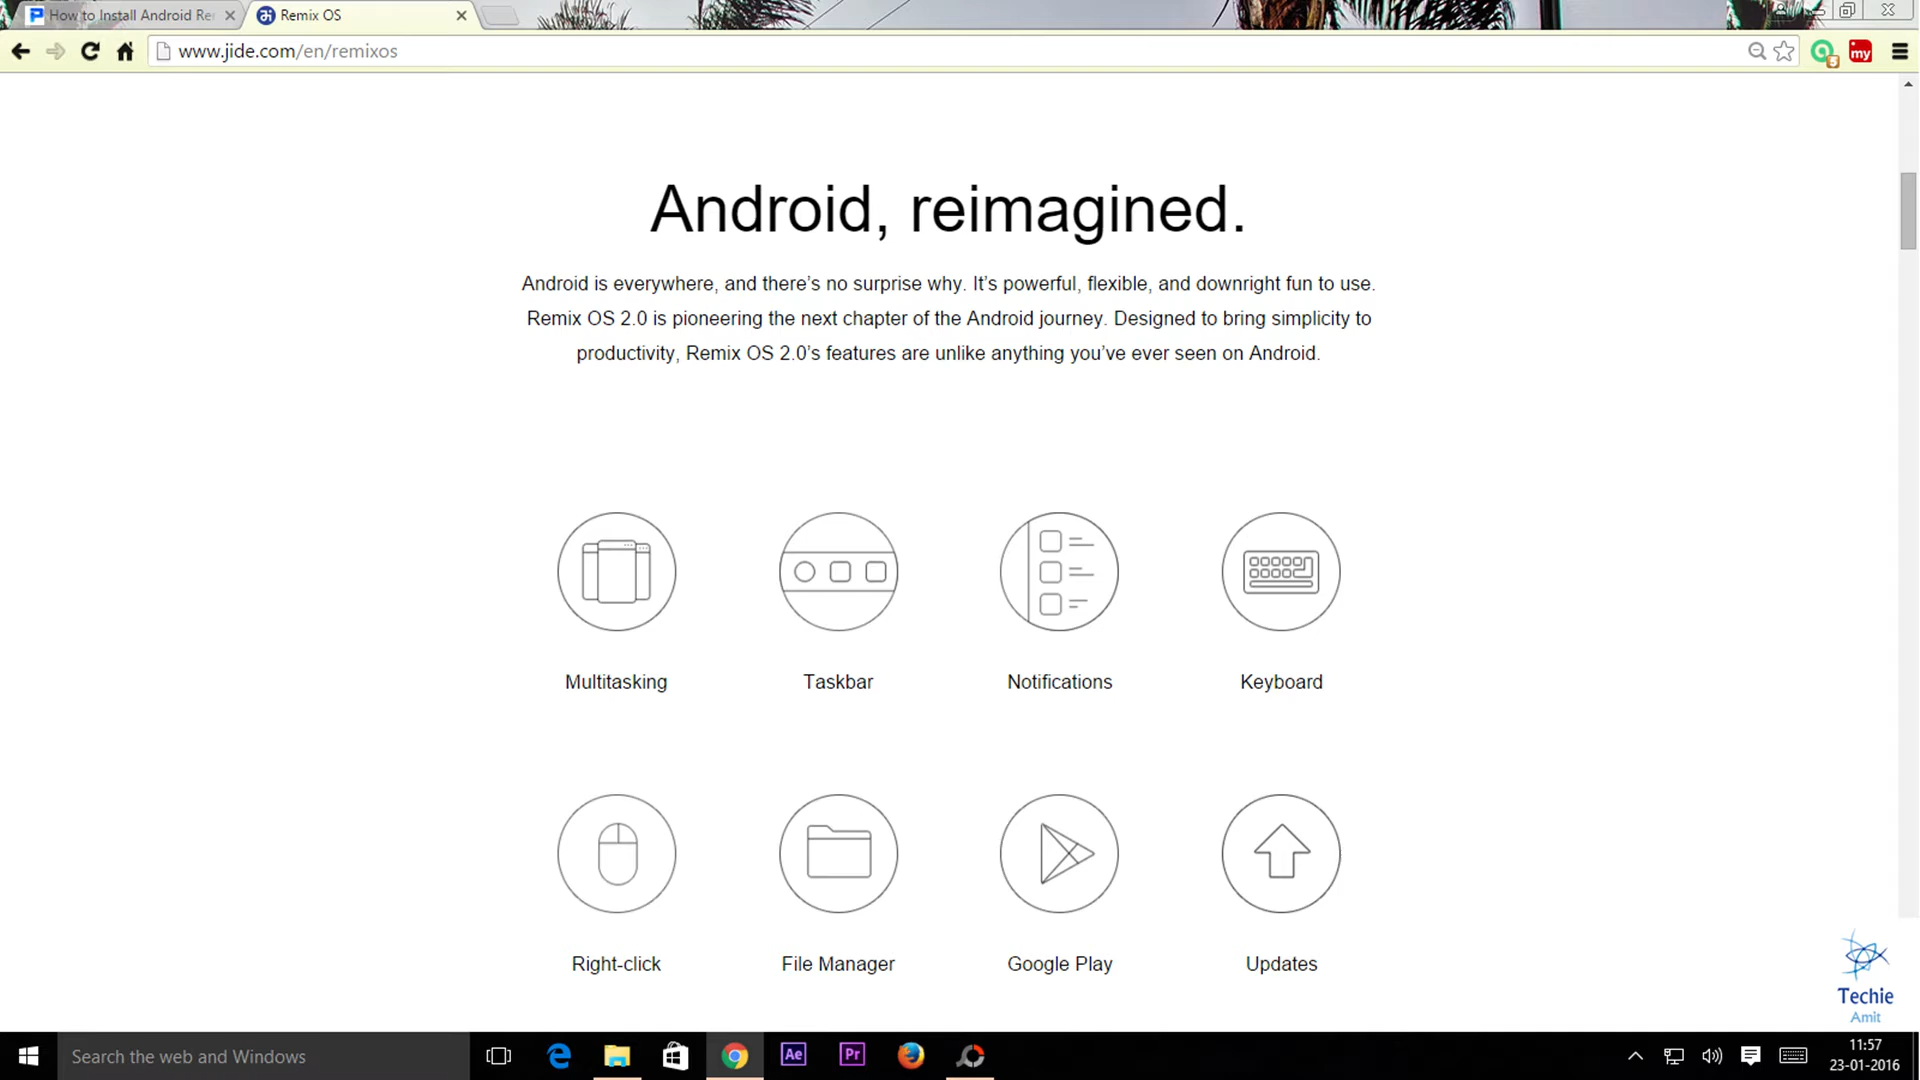 How to Install Android Re
Remix OS
www.jide.com/en/remixos
5
my
Android, reimagined.
Android is everywhere, and there’s no surprise why. It’s powerful, flexible, and downright fun to use.
Remix OS 2.0 is pioneering the next chapter of the Android journey. Designed to bring simplicity to
productivity, Remix OS 2.0’s features are unlike anything you’ve ever seen on Android.
Multitasking Taskbar Notifications Keyboard
Right-click File Manager Google Play Updates
Techie
Amit
Search the web and Windows
Ae
Pr
11:57
23-01-2016